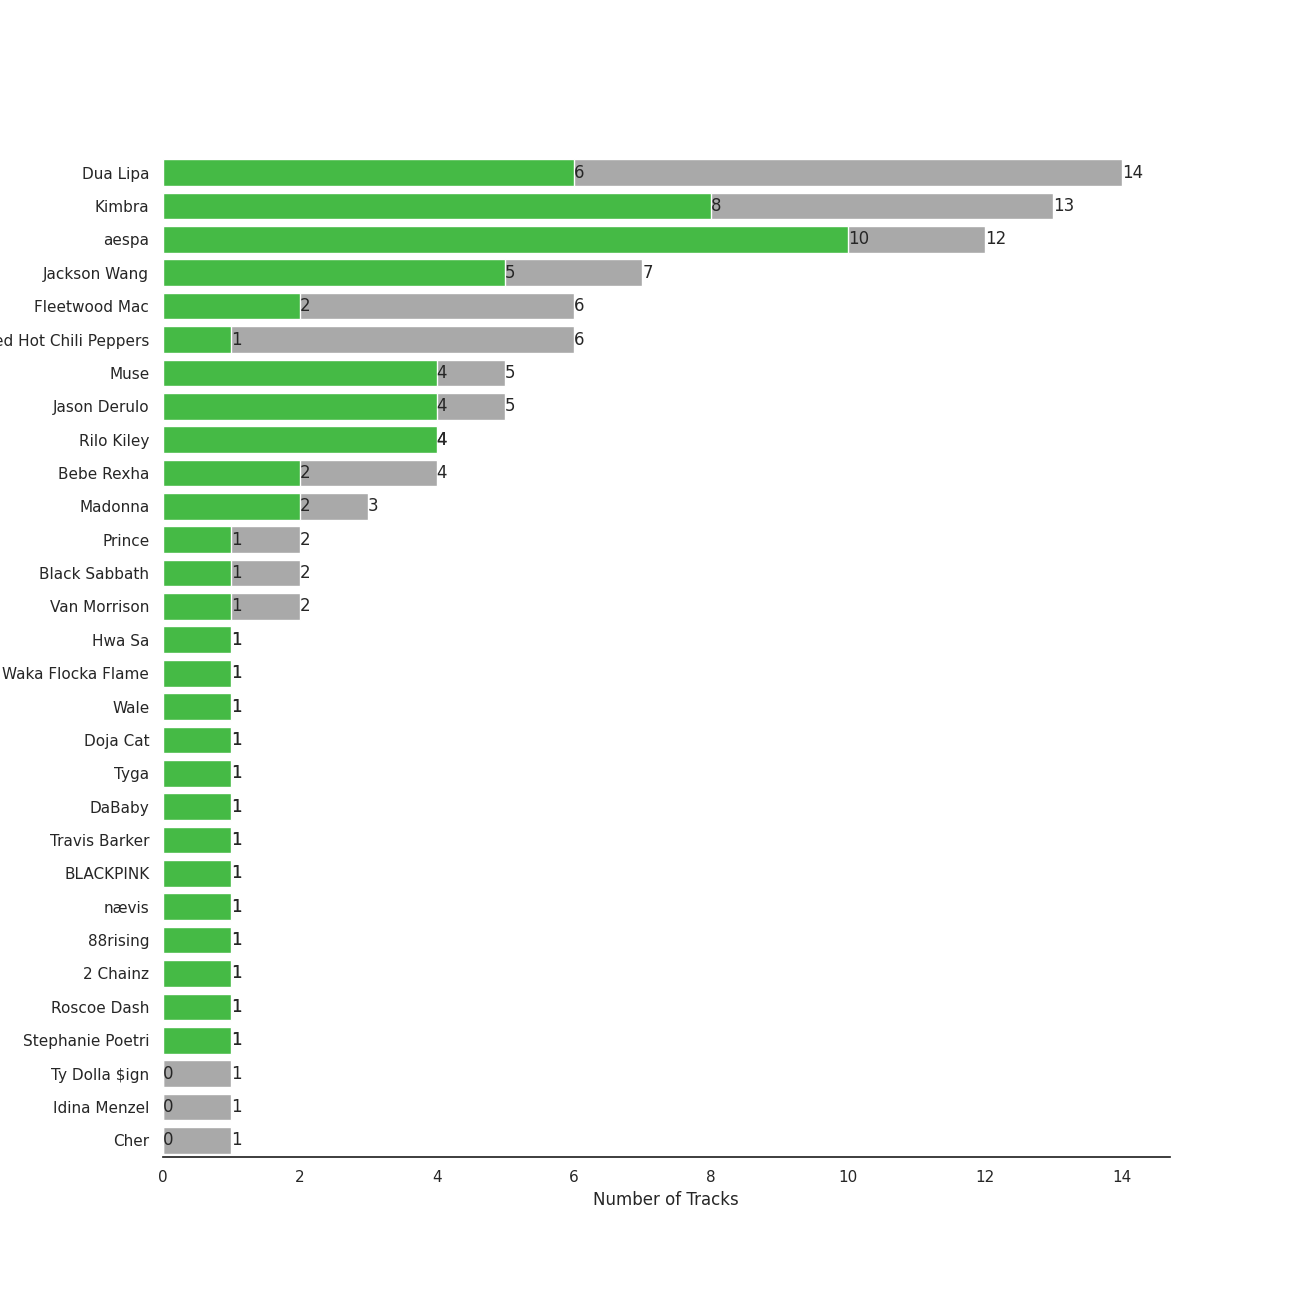 Dua Lipa 6 14
Kimbra 8 13
aespa 10 12
Jackson Wang 5 7
Fleetwood Mac 2 6
ed Hot Chili Peppers 1 6
Muse 4 5
Jason Derulo 4 5
Rilo Kiley 4
Bebe Rexha 2 4
Madonna 2 3
Prince 1 2
Black Sabbath 1 2
Van Morrison 1 2
Hwa Sa 1
Waka Flocka Flame 1
Wale 1
Doja Cat 1
Tyga 1
DaBaby 1
Travis Barker 1
BLACKPINK 1
nævis 1
88rising 1
2 Chainz 1
Roscoe Dash 1
Stephanie Poetri 1
Ty Dolla $ign 0 1
Idina Menzel 0 1
Cher 0 1
0 2 4 6 8 10 12 14
Number of Tracks